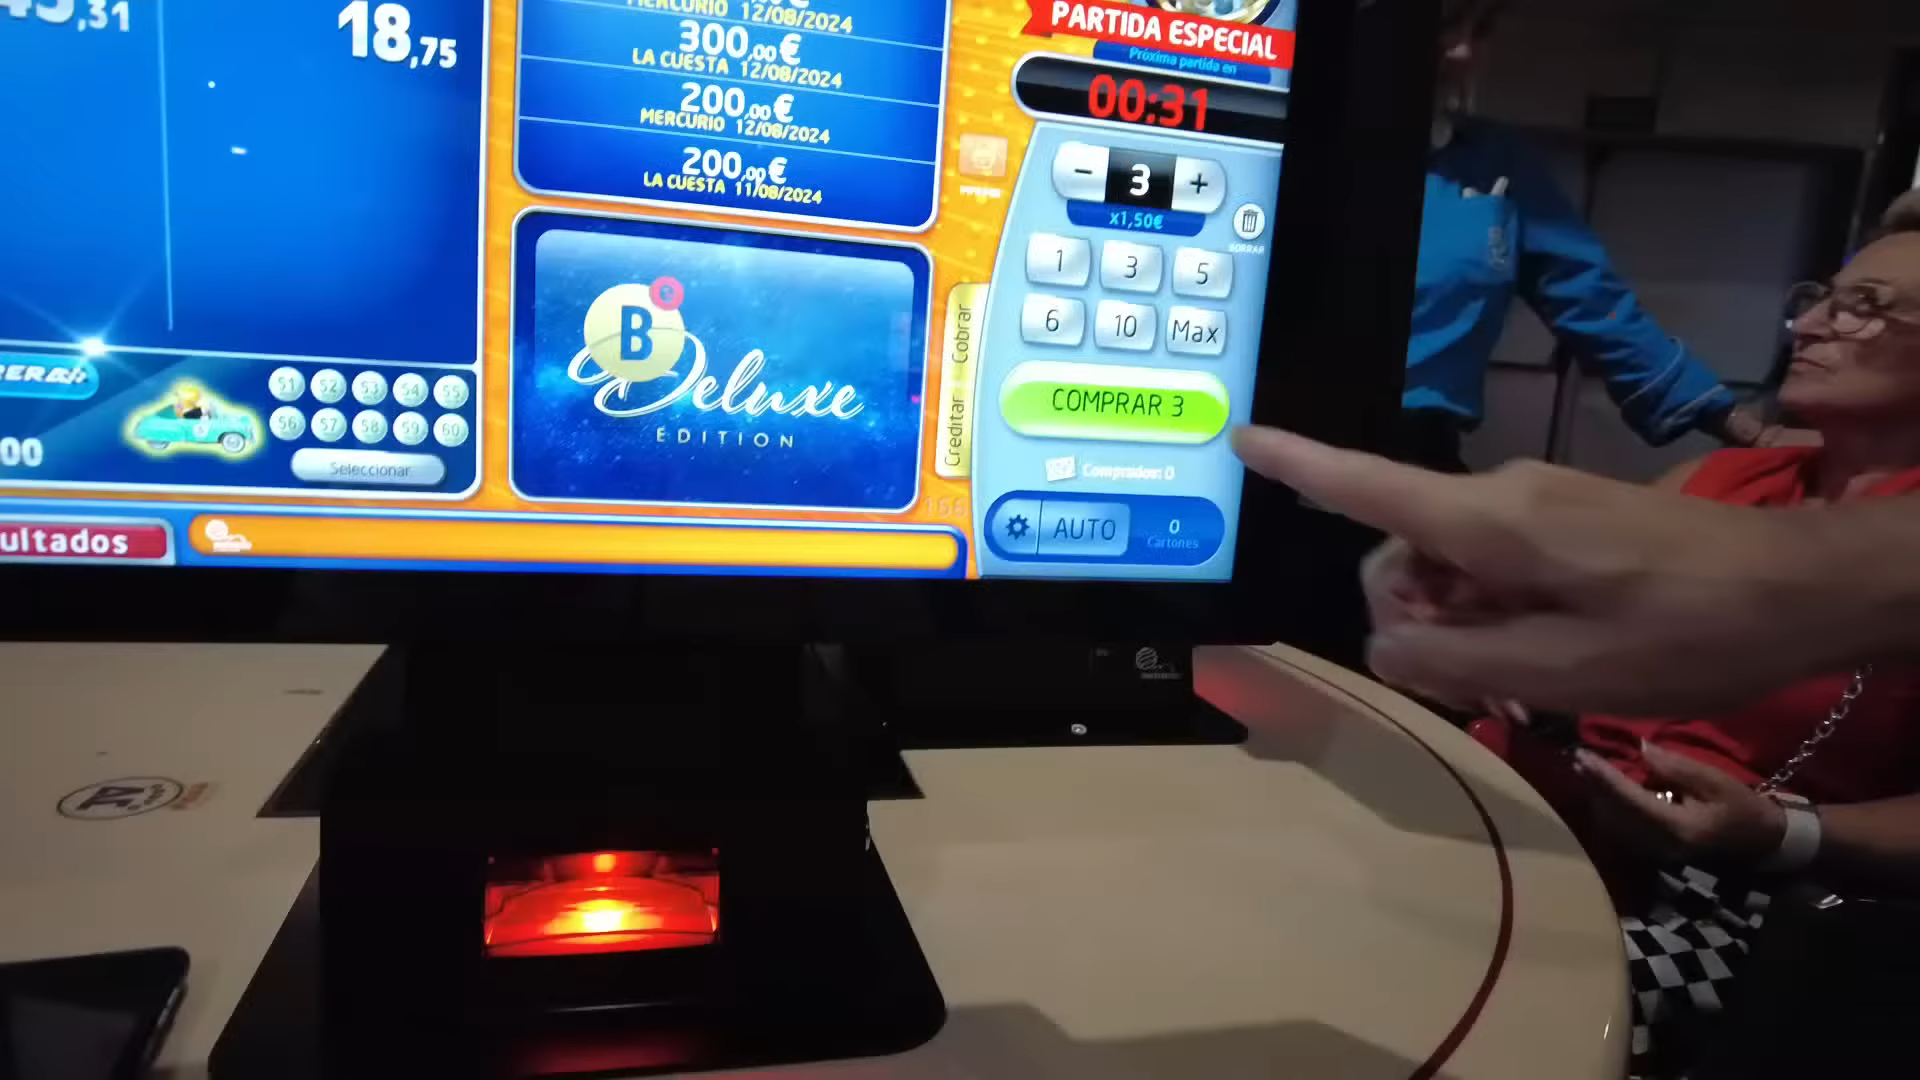 ,31
18,75
MERCURIO 12/08/2024
300,00€
LA CUESTA 12/08/2024
200,00€
MERCURIO 12/08/2024
200,00€
LA CUESTA 11/08/2024
PARTIDA ESPECIAL
Próxima partida en
00:31
- 3 +
x1,50€
BORRAR
1 3 5
6 10 Max
COMPRAR 3
Comprados: 0
AUTO
0
Cartones
Creditar
Cobrar
B
Deluxe
EDITION
166
51 52 53 54 55
56 57 58 59 60
Seleccionar
00
ultados